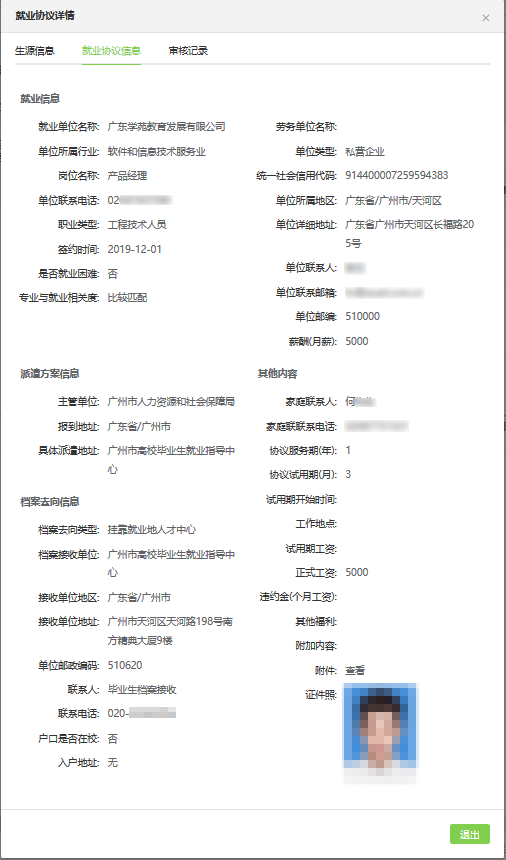 就业协议详情
×
生源信息 就业协议信息 审核记录
就业信息
就业单位名称: 广东学苑教育发展有限公司
单位所属行业: 软件和信息技术服务业
岗位名称: 产品经理
单位联系电话: 02
职业类型: 工程技术人员
签约时间: 2019-12-01
是否就业困难: 否
专业与就业相关度: 比较匹配
劳务单位名称:
单位类型: 私营企业
统一社会信用代码: 914400007259594383
单位所属地区: 广东省/广州市/天河区
单位详细地址: 广东省广州市天河区长福路20
5号
单位联系人:
单位联系邮箱:
单位邮编: 510000
薪酬(月薪): 5000
派遣方案信息
主管单位: 广州市人力资源和社会保障局
报到地址: 广东省/广州市
具体派遣地址: 广州市高校毕业生就业指导中
心
档案去向信息
档案去向类型: 挂靠就业地人才中心
档案接收单位: 广州市高校毕业生就业指导中
心
接收单位地区: 广东省/广州市
接收单位地址: 广州市天河区天河路198号南
方精典大厦9楼
单位邮政编码: 510620
联系人: 毕业生档案接收
联系电话: 020-
户口是否在校: 否
入户地址: 无
其他内容
家庭联系人: 何
家庭联联系电话:
协议服务期(年): 1
协议试用期(月): 3
试用期开始时间:
工作地点:
试用期工资:
正式工资: 5000
违约金(个月工资):
其他福利:
附加内容:
附件: 查看
证件照:
退出